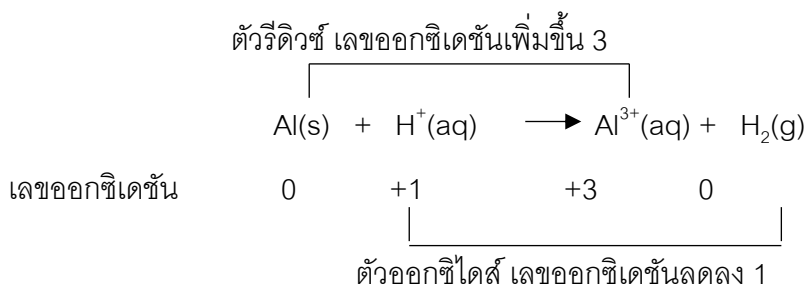 ตัวรีดิวซ์ เลขออกซิเดชันเพิ่มขึ้น 3
Al(s) + H⁺(aq) → Al³⁺(aq) + H₂(g)
เลขออกซิเดชัน 0 +1 +3 0
ตัวออกซิไดส์ เลขออกซิเดชันลดลง 1